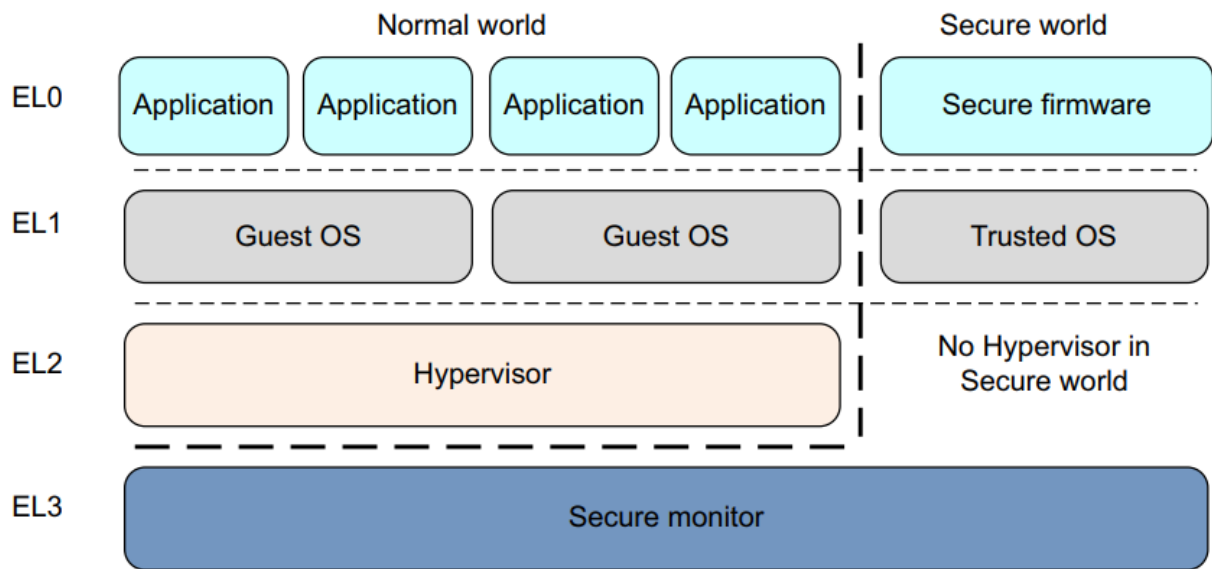 Normal world
Secure world
EL0
Application
Application
Application
Application
Secure firmware
EL1
Guest OS
Guest OS
Trusted OS
EL2
Hypervisor
No Hypervisor in
Secure world
EL3
Secure monitor